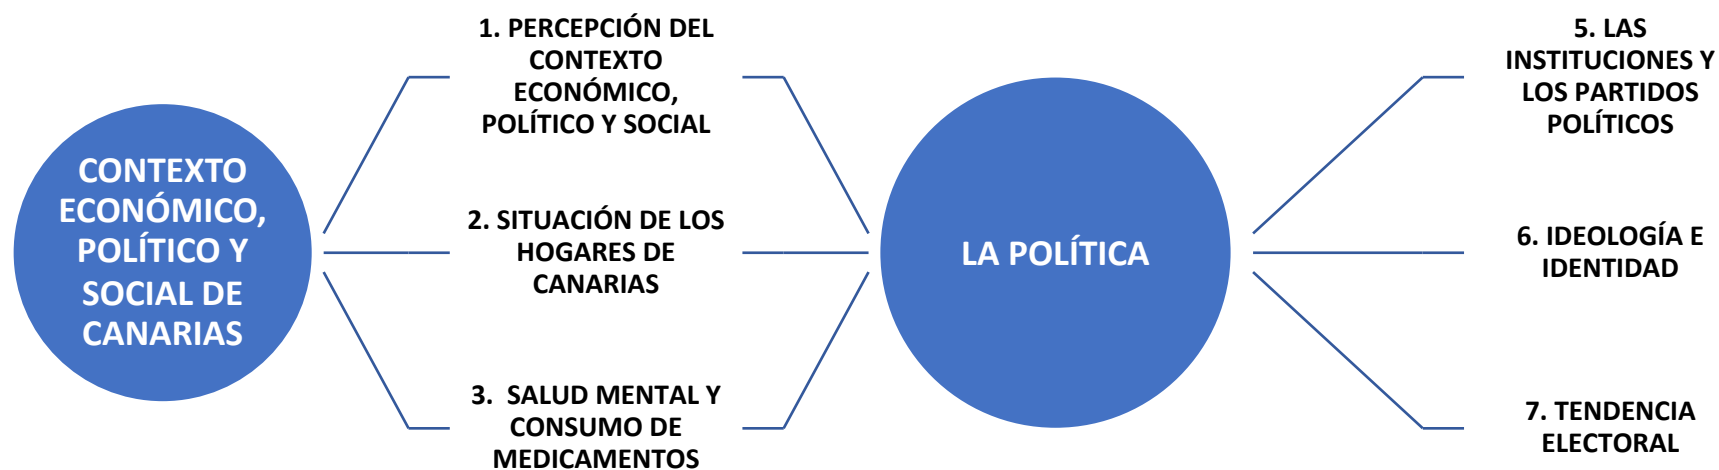 CONTEXTO
ECONÓMICO,
POLÍTICO Y
SOCIAL DE
CANARIAS
1. PERCEPCIÓN DEL
CONTEXTO
ECONÓMICO,
POLÍTICO Y SOCIAL
2. SITUACIÓN DE LOS
HOGARES DE
CANARIAS
3. SALUD MENTAL Y
CONSUMO DE
MEDICAMENTOS
LA POLÍTICA
5. LAS
INSTITUCIONES Y
LOS PARTIDOS
POLÍTICOS
6. IDEOLOGÍA E
IDENTIDAD
7. TENDENCIA
ELECTORAL